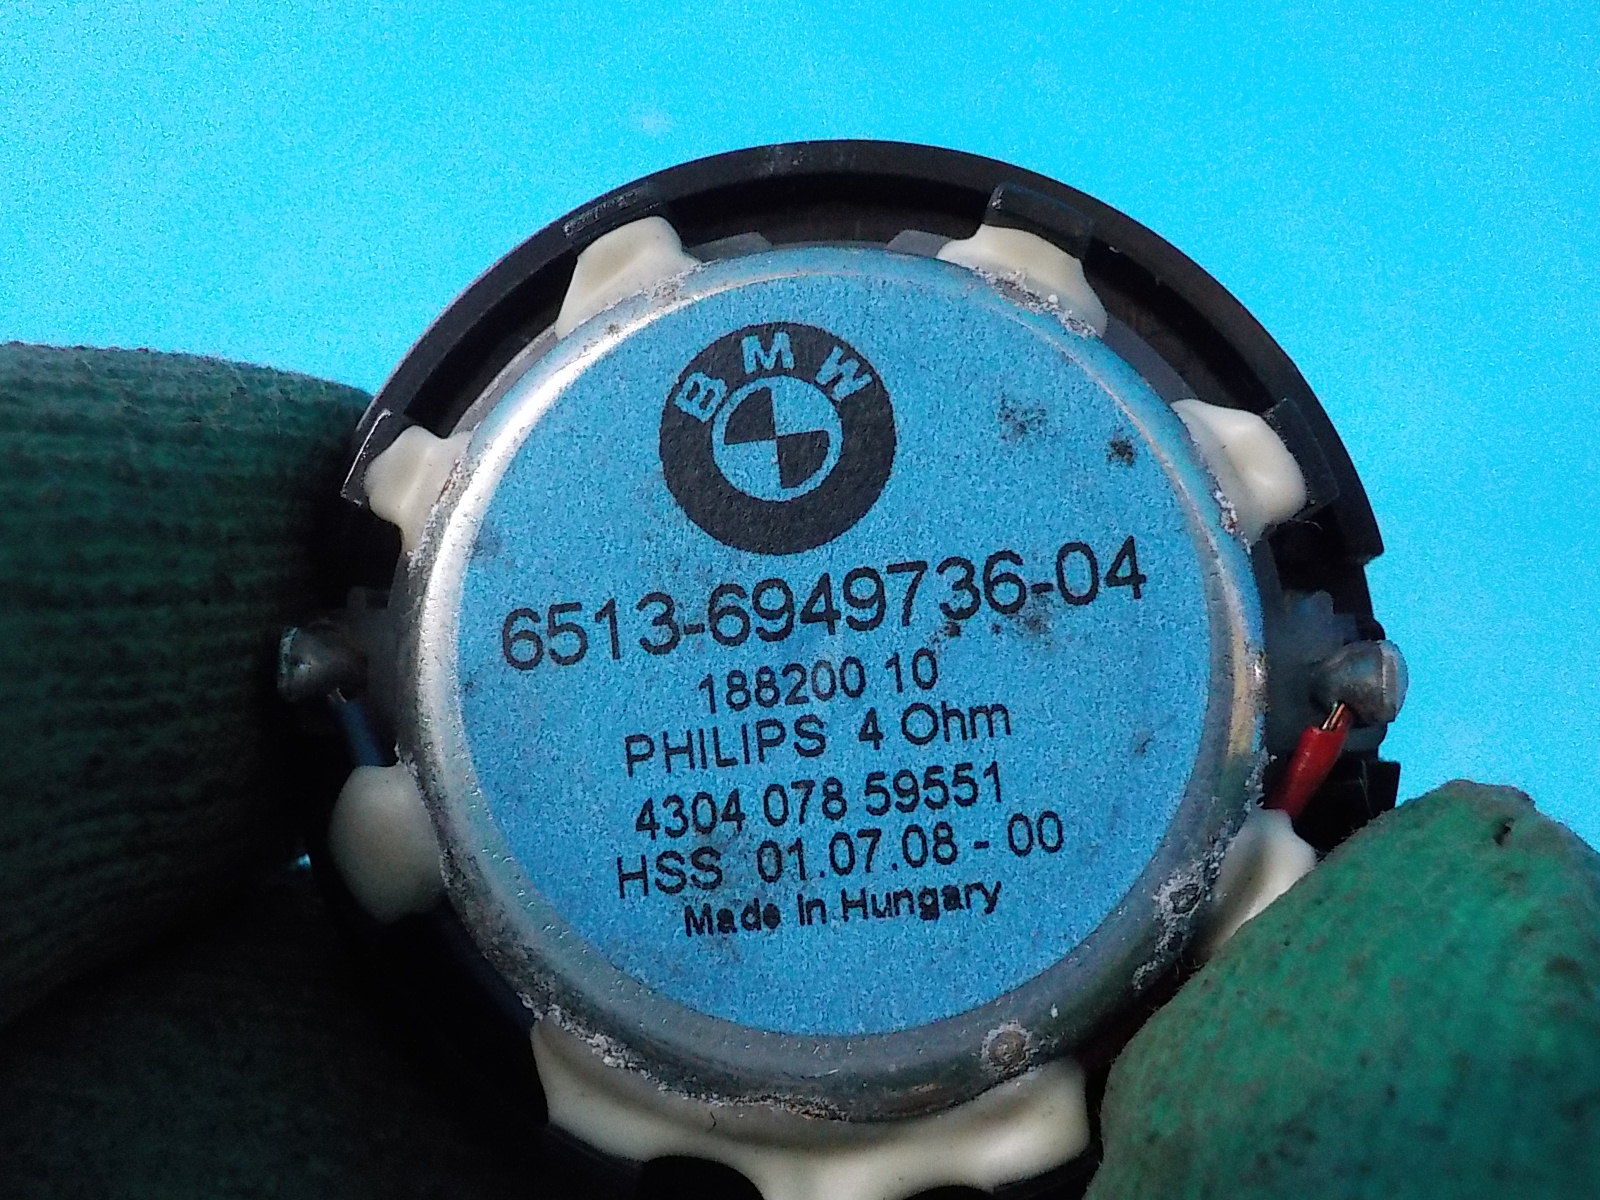 BMW
6513-6949736-04
188200 10
PHILIPS 4 Ohm
4304 078 59551
HSS 01.07.08 - 00
Made In Hungary